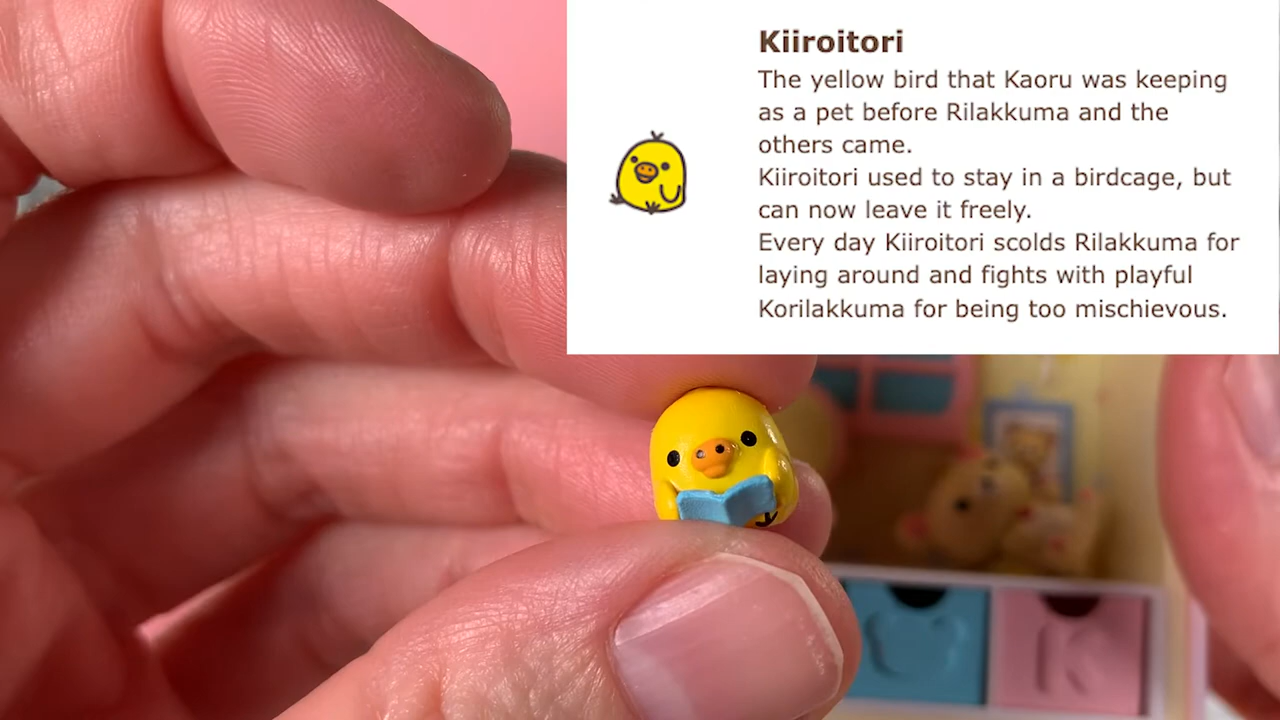 Kiiroitori
The yellow bird that Kaoru was keeping
as a pet before Rilakkuma and the
others came.
Kiiroitori used to stay in a birdcage, but
can now leave it freely.
Every day Kiiroitori scolds Rilakkuma for
laying around and fights with playful
Korilakkuma for being too mischievous.